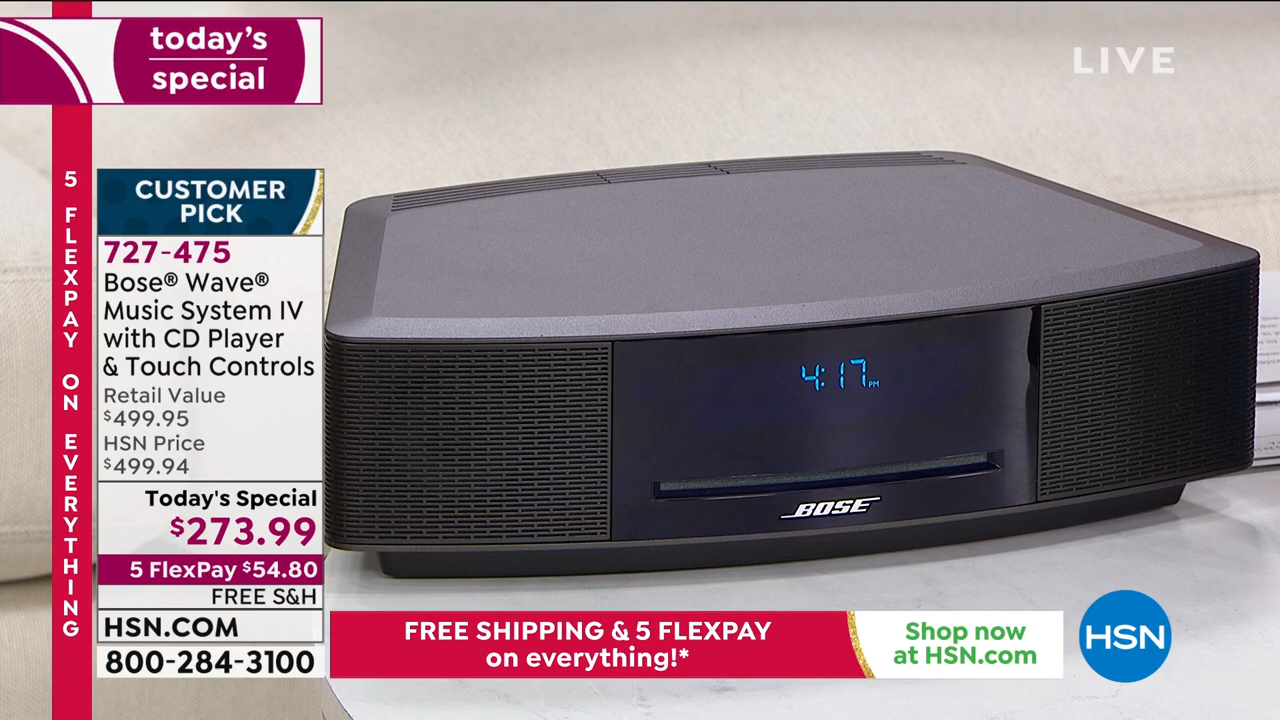 today's
special
LIVE
5 FLEXPAY ON EVERYTHING
CUSTOMER
PICK
727-475
Bose® Wave®
Music System IV
with CD Player
& Touch Controls
Retail Value
$499.95
HSN Price
$499.94
Today's Special
$273.99
5 FlexPay $54.80
FREE S&H
HSN.COM
800-284-3100
4:17 PM
BOSE
FREE SHIPPING & 5 FLEXPAY
on everything!*
Shop now
at HSN.com
HSN